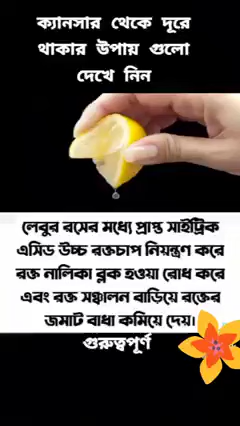 ক্যানসার থেকে দূরে
থাকার উপায় গুলো
দেখে নিন
লেবুর রসের মধ্যে প্রাপ্ত সাইট্রিক
এসিড উচ্চ রক্তচাপ নিয়ন্ত্রণ করে
রক্ত নালিকা ব্লক হওয়া রোধ করে
এবং রক্ত সঞ্চালন বাড়িয়ে রক্তের
জমাট বাধা কমিয়ে দেয়।
গুরুত্বপূর্ণ